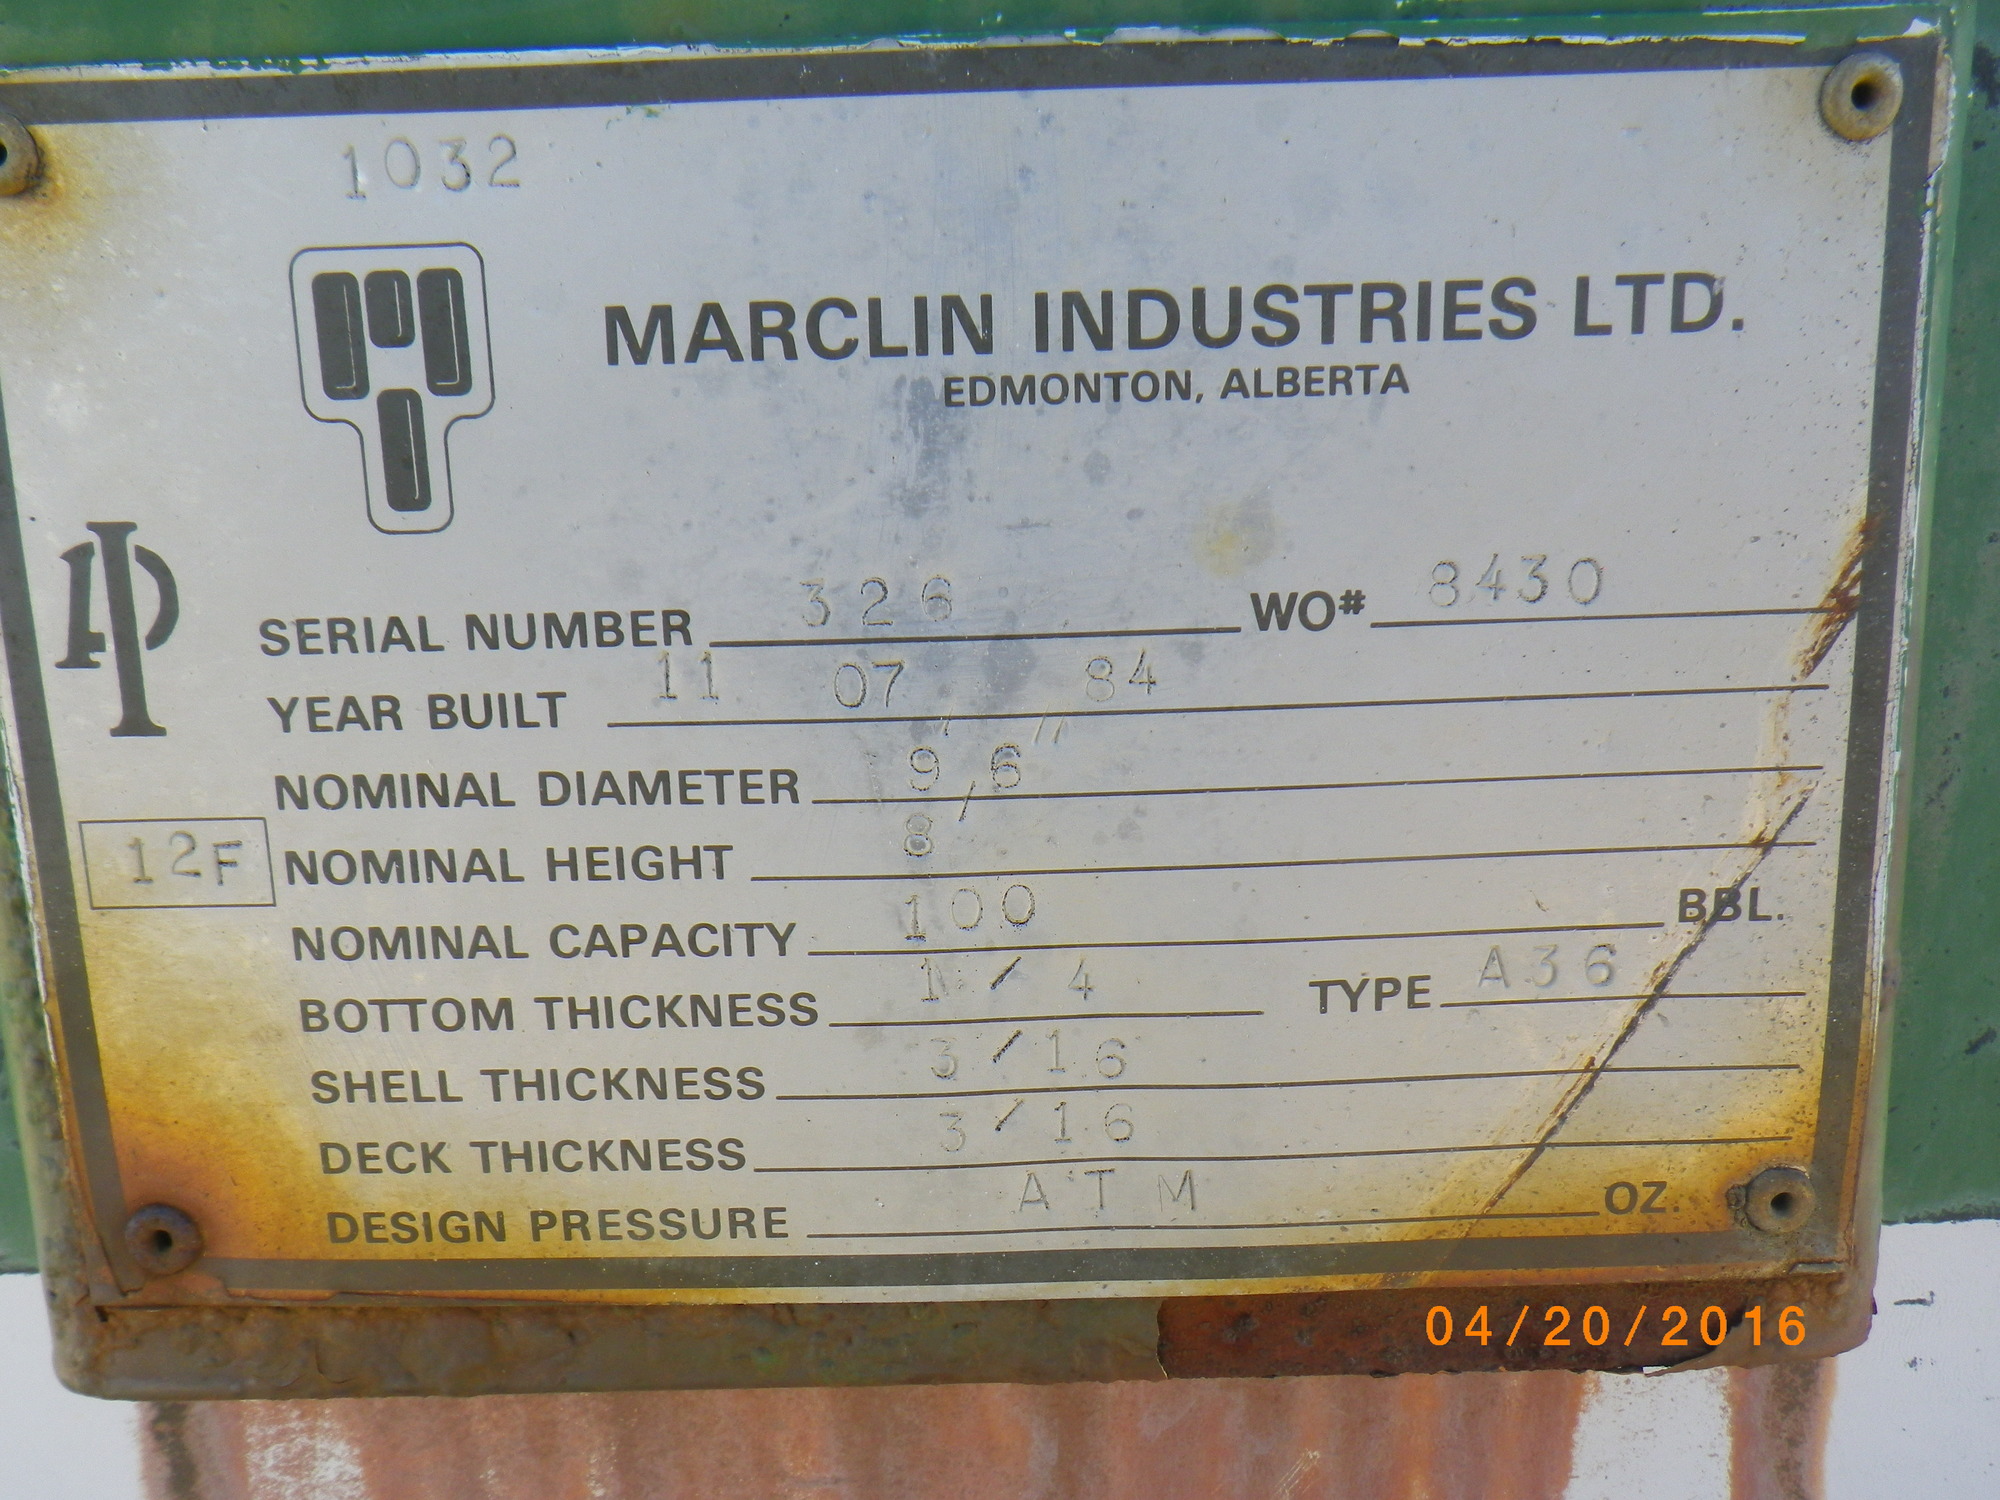 1032
MARCLIN INDUSTRIES LTD.
EDMONTON, ALBERTA
API
SERIAL NUMBER 326 WO# 8430
YEAR BUILT 11 07 84
NOMINAL DIAMETER 9' 6"
12F NOMINAL HEIGHT 8'
NOMINAL CAPACITY 100 BBL.
BOTTOM THICKNESS 1/4 TYPE A36
SHELL THICKNESS 3/16
DECK THICKNESS 3/16
DESIGN PRESSURE ATM OZ.
04/20/2016